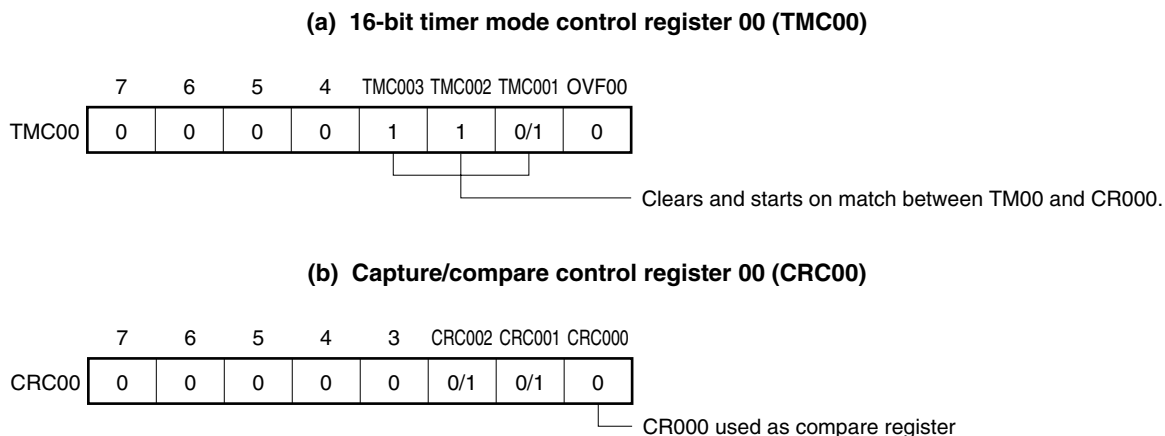 (a) 16-bit timer mode control register 00 (TMC00)
7 6 5 4 TMC003 TMC002 TMC001 OVF00
TMC00 0 0 0 0 1 1 0/1 0
Clears and starts on match between TM00 and CR000.
(b) Capture/compare control register 00 (CRC00)
7 6 5 4 3 CRC002 CRC001 CRC000
CRC00 0 0 0 0 0 0/1 0/1 0
CR000 used as compare register